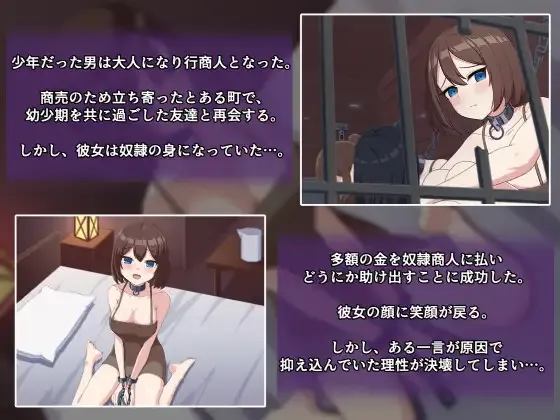 少年だった男は大人になり行商人となった。
商売のため立ち寄ったとある町で、
幼少期を共に過ごした友達と再会する。
しかし、彼女は奴隷の身になっていた…。
多額の金を奴隷商人に払い
どうにか助け出すことに成功した。
彼女の顔に笑顔が戻る。
しかし、ある一言が原因で
抑え込んでいた理性が決壊してしまい…。